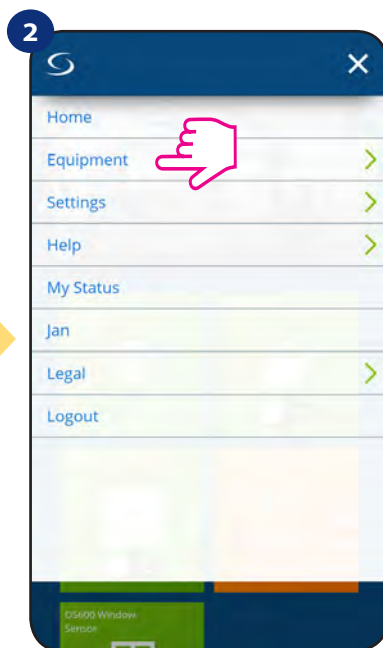 2
Home
Equipment
Settings
Help
My Status
Jan
Legal
Logout
OS600 Window
Sensor